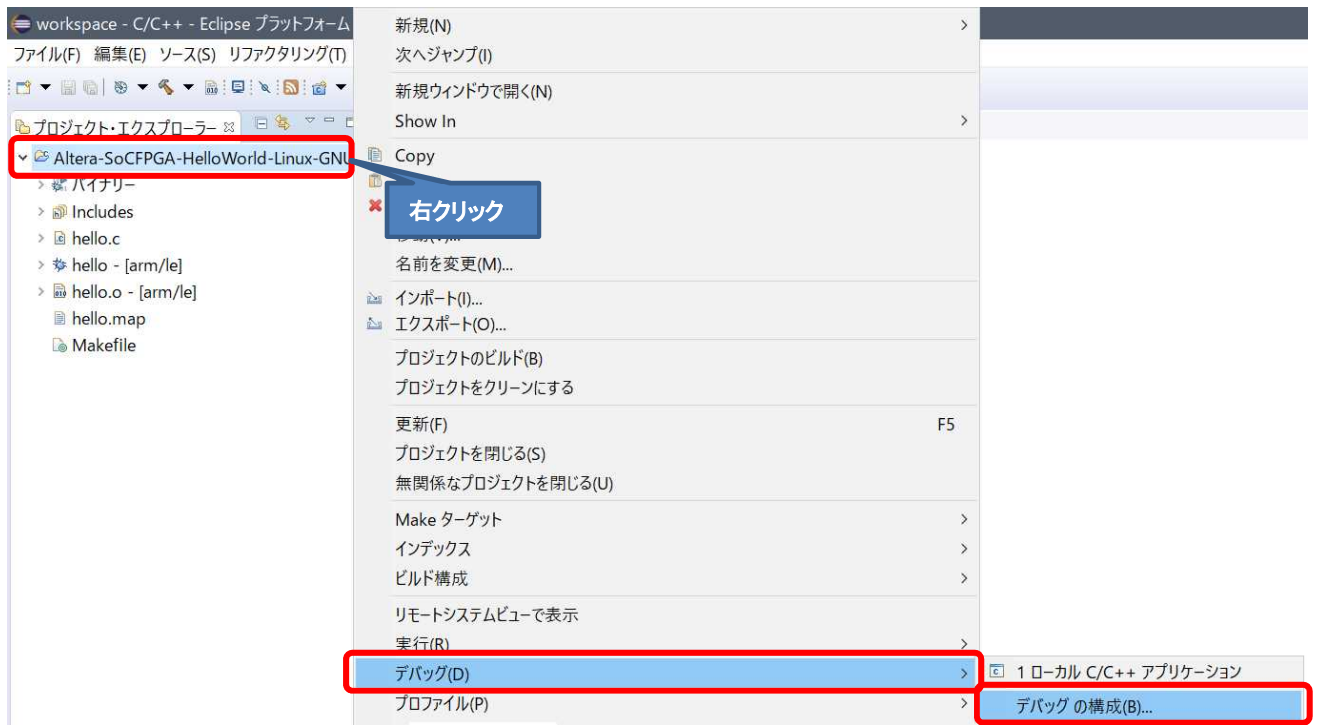 workspace - C/C++ - Eclipse プラットフォーム
ファイル(F) 編集(E) ソース(S) リファクタリング(T)
プロジェクト・エクスプローラー
Altera-SoCFPGA-HelloWorld-Linux-GNU
バイナリー
Includes
hello.c
hello - [arm/le]
hello.o - [arm/le]
hello.map
Makefile
新規(N)
次へジャンプ(I)
新規ウィンドウで開く(N)
Show In
Copy
右クリック
名前を変更(M)...
インポート(I)...
エクスポート(O)...
プロジェクトのビルド(B)
プロジェクトをクリーンにする
更新(F) F5
プロジェクトを閉じる(S)
無関係なプロジェクトを閉じる(U)
Make ターゲット
インデックス
ビルド構成
リモートシステムビューで表示
実行(R)
デバッグ(D)
プロファイル(P)
1 ローカル C/C++ アプリケーション
デバッグ の構成(B)...